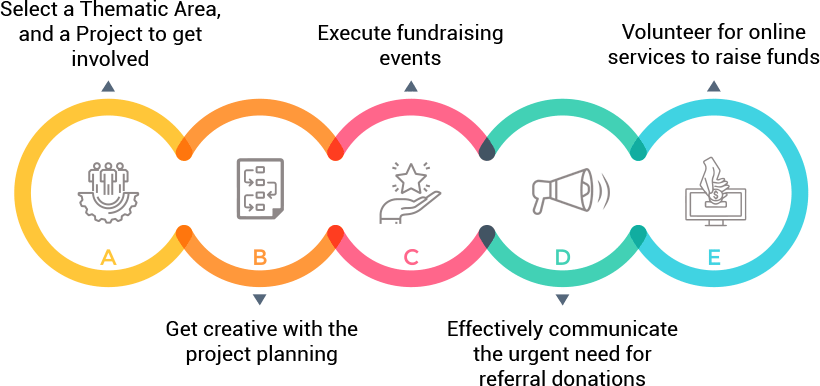 Select a Thematic Area,
and a Project to get
involved
Execute fundraising
events
Volunteer for online
services to raise funds
$
A
B
C
D
E
Get creative with the
project planning
Effectively communicate
the urgent need for
referral donations